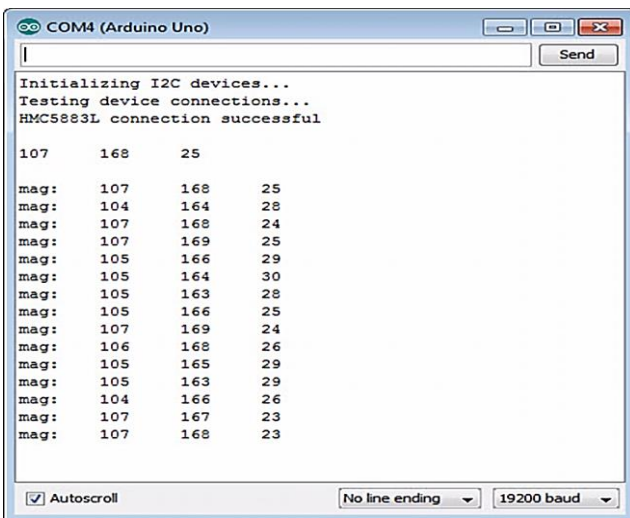 COM4 (Arduino Uno)
Send
Initializing I2C devices...
Testing device connections...
HMC5883L connection successful
107 168 25
mag: 107 168 25
mag: 104 164 28
mag: 107 168 24
mag: 107 169 25
mag: 105 166 29
mag: 105 164 30
mag: 105 163 28
mag: 105 166 25
mag: 107 169 24
mag: 106 168 26
mag: 105 165 29
mag: 105 163 29
mag: 104 166 26
mag: 107 167 23
mag: 107 168 23
Autoscroll No line ending 19200 baud